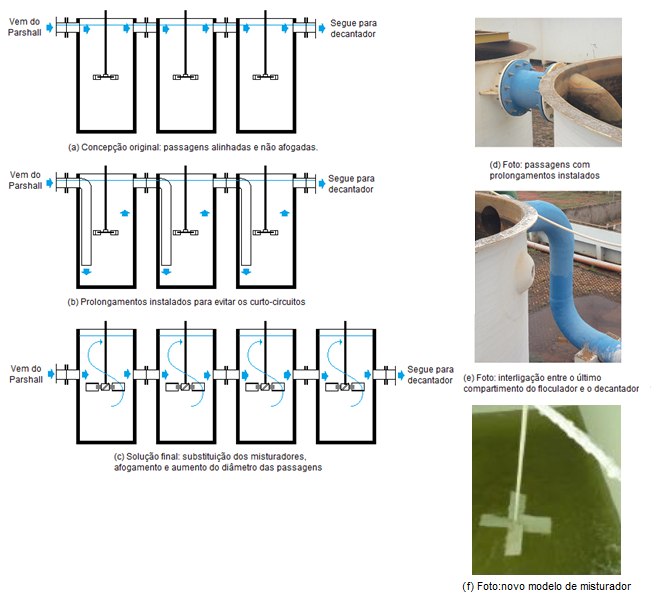 Vem do
Parshall
Segue para
decantador
(a) Concepção original: passagens alinhadas e não afogadas.
Vem do
Parshall
Segue para
decantador
(b) Prolongamentos instalados para evitar os curto-circuitos
Vem do
Parshall
Segue para
decantador
(c) Solução final: substituição dos misturadores,
afogamento e aumento do diâmetro das passagens
(d) Foto: passagens com
prolongamentos instalados
(e) Foto: interligação entre o último
compartimento do floculador e o decantador
(f) Foto:novo modelo de misturador